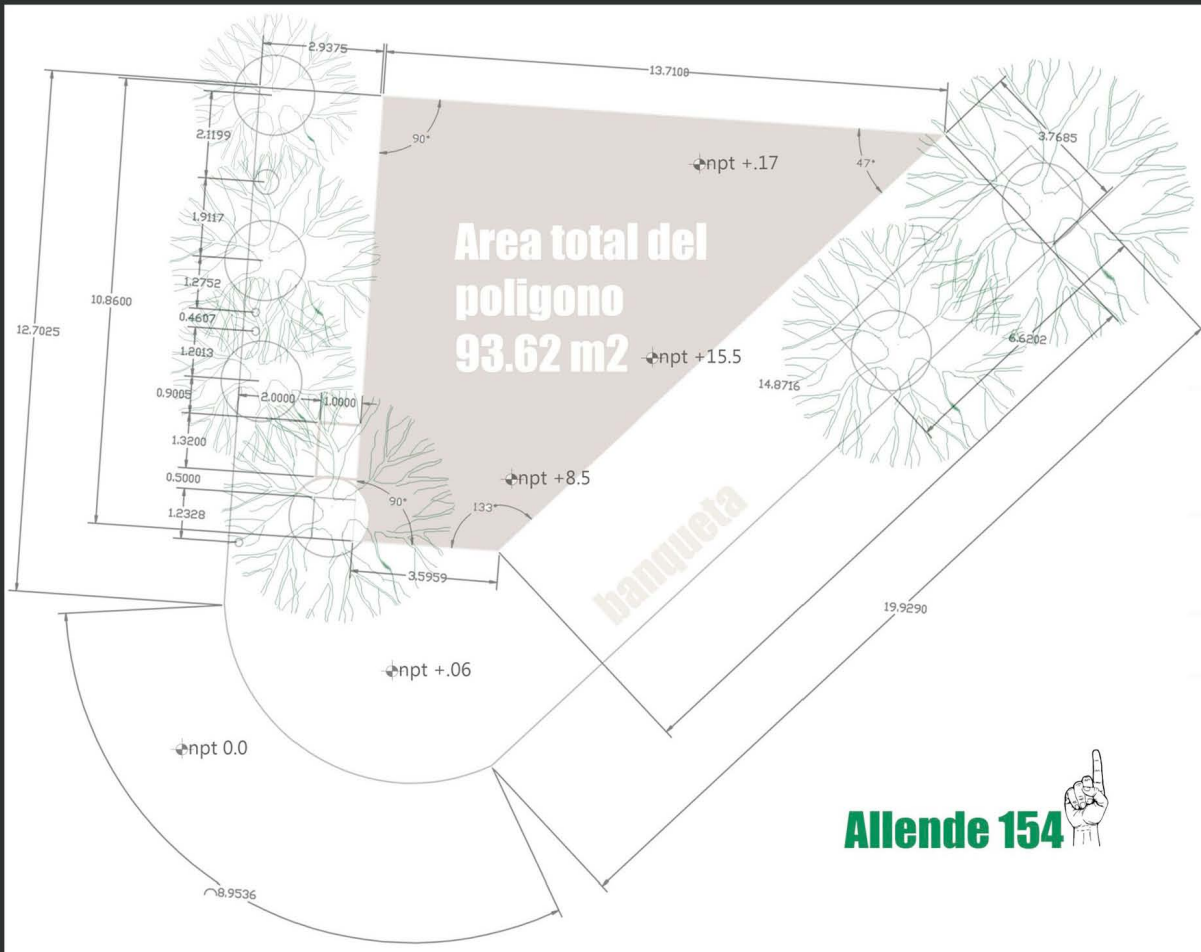 2.9375
13.7108
90°
47°
3.7685
2.1199
npt +.17
1.9117
Area total del
poligono
93.62 m2
1.2752
10.8600
0.4607
12.7025
1.2013
npt +15.5
6.6202
14.8716
0.9005
2.0000
1.0000
1.3200
0.5000
npt +8.5
90°
133°
1.2328
banqueta
3.5959
19.9290
npt +.06
npt 0.0
Allende 154
8.9536